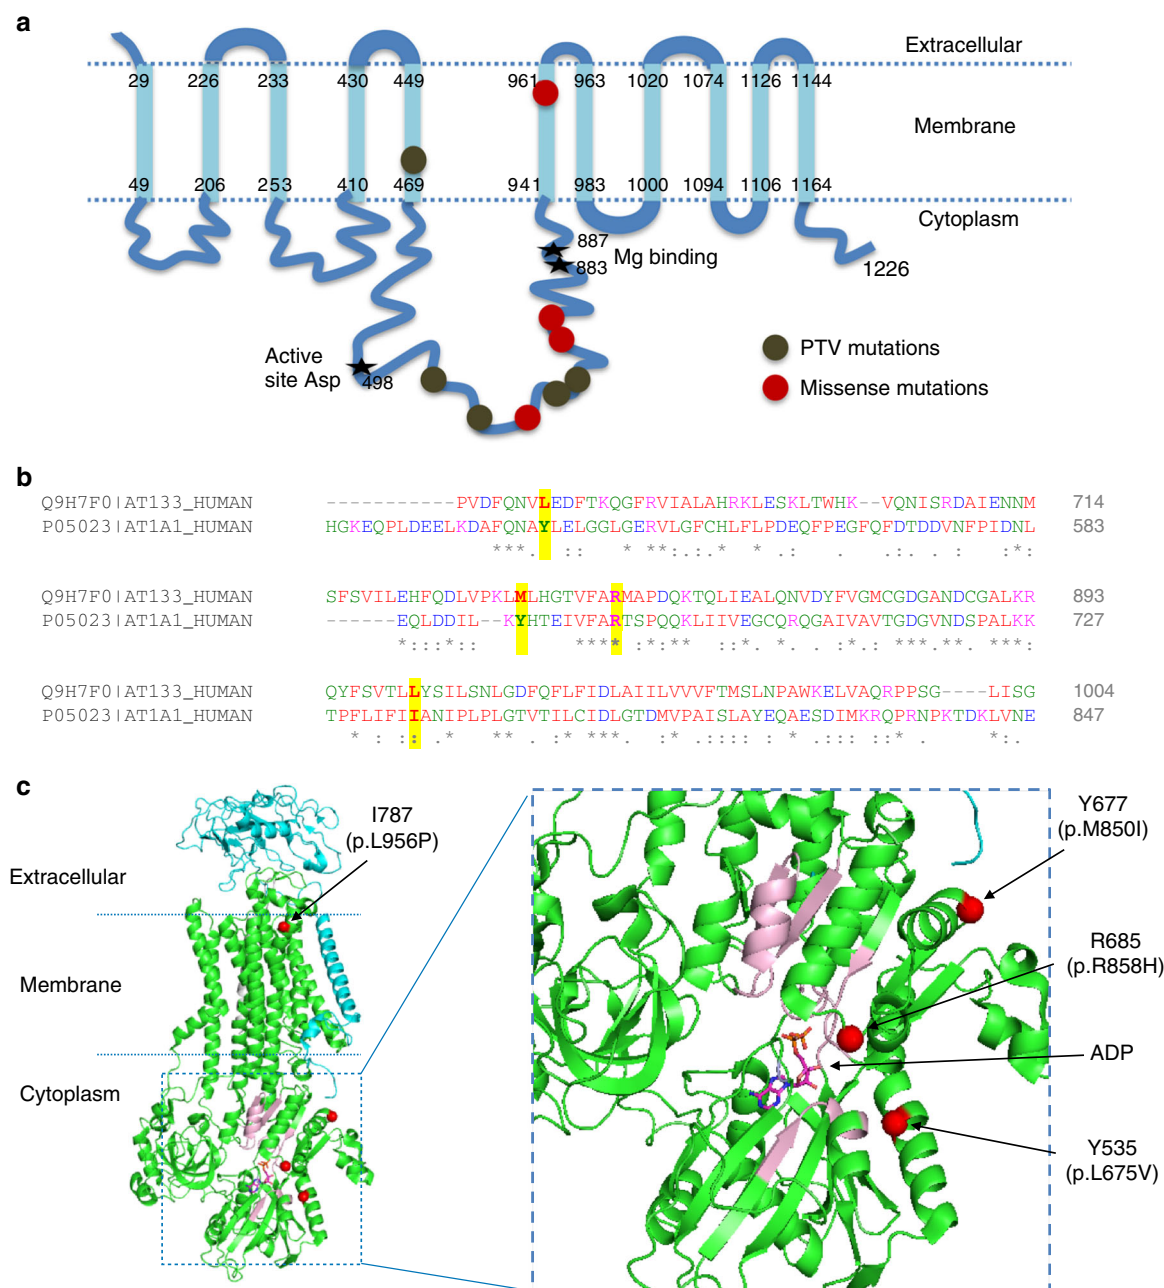 a
Extracellular
29 226 233 430 449 961 963 1020 1074 1126 1144
Membrane
49 206 253 410 469 941 983 1000 1094 1106 1164
Cytoplasm
887
883
Mg binding
1226
Active
site Asp
498
PTV mutations
Missense mutations
b
Q9H7F0|AT133_HUMAN -----------PVDFQNVLEDFTKQGFRVIALAHRKLESKLTWHK--VQNISRDAIENNM 714
P05023|AT1A1_HUMAN HGKEQPLDEELKDAFQNAYLELGGLGERVLGFCHLFLPDEQFPEGFQFDTDDVNFPIDNL 583
***. :: * **:.:.* * .: . .: . : :*:
Q9H7F0|AT133_HUMAN SFSVILEHFQDLVPKLMLHGTVFARMAPDQKTQLIEALQNVDYFVGMCGDGANDCGALKR 893
P05023|AT1A1_HUMAN ------EQLDDIL--KYHTEIVFARTSPQQKLIIVEGCQRQGAIVAVTGDGVNDSPALKK 727
*:::*:: : **** :*:** ::*. *. . :*.: ***.**. ***:
Q9H7F0|AT133_HUMAN QYFSVTLLYSILSNLGDFQFLFIDLAIILVVVFTMSLNPAWKELVAQRPPSG----LISG 1004
P05023|AT1A1_HUMAN TPFLIFIIANIPLPLGTVTILCIDLGTDMVPAISLAYEQAESDIMKRQPRNPKTDKLVNE 847
* : : : .* ** . :* ***. :* .:::: : * .::: ::* . *:.
c
I787
(p.L956P)
Extracellular
Membrane
Cytoplasm
Y677
(p.M850I)
R685
(p.R858H)
ADP
Y535
(p.L675V)